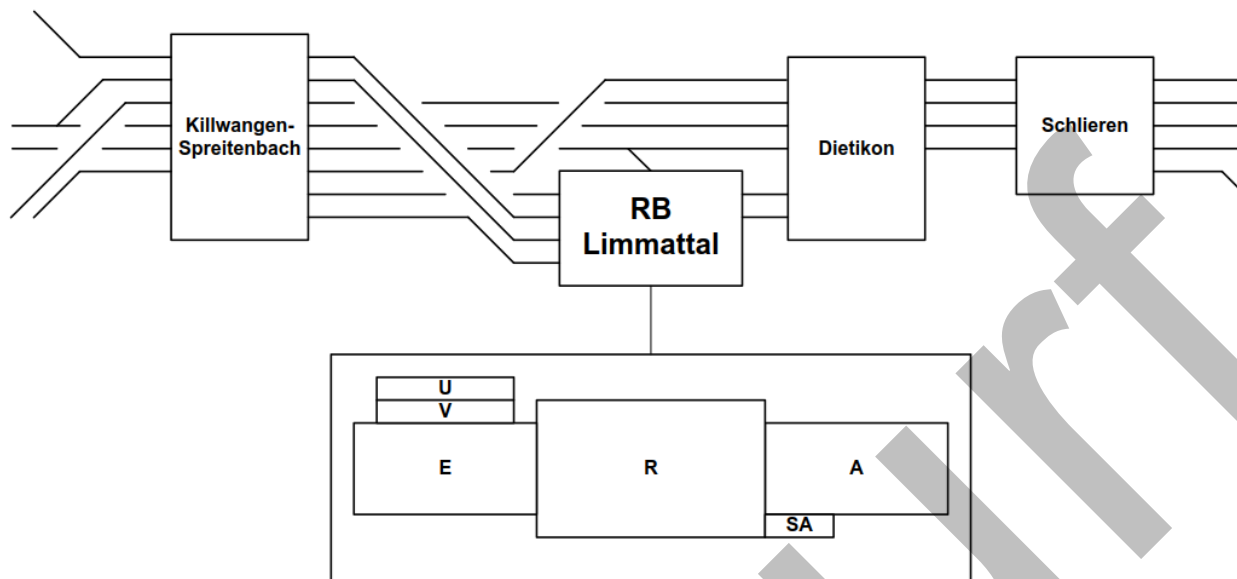 Killwangen-
Spreitenbach
Dietikon
Schlieren
RB
Limmattal
U
V
E
R
A
SA